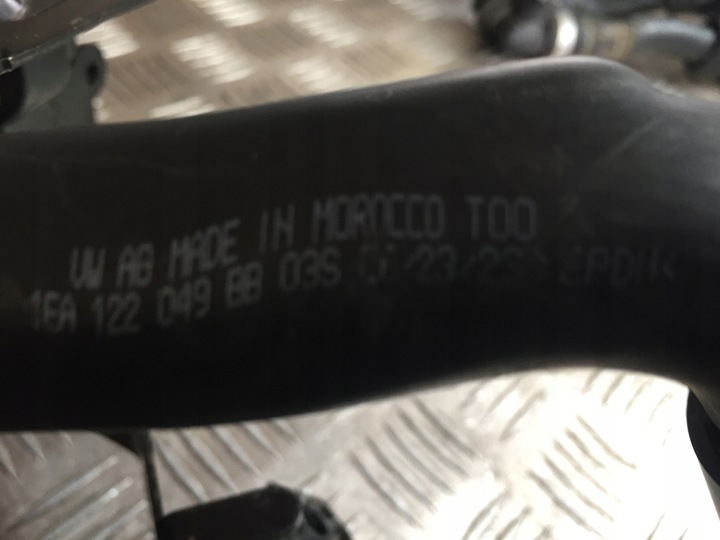 VW AG MADE IN MOROCCO TOO
1EA 122 049 BB 03S